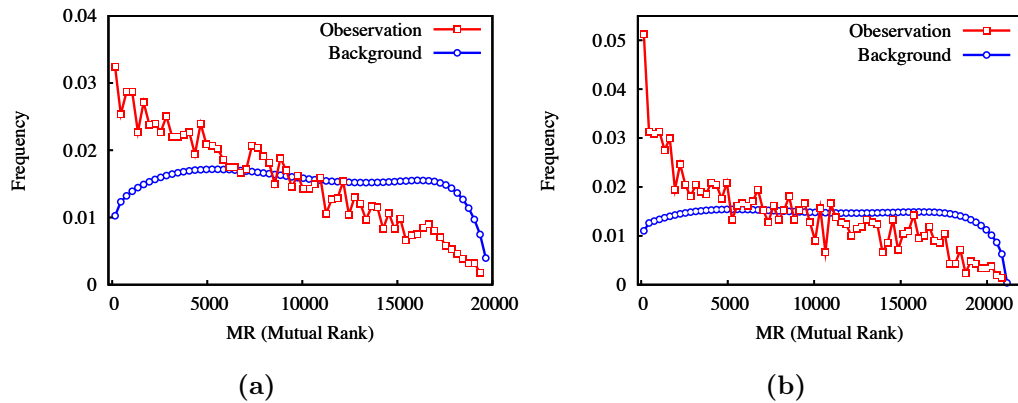 0.04
0.03
0.02
0.01
0
Frequency
Obeservation
Background
0 5000 10000 15000 20000
MR (Mutual Rank)
(a)
0.05
0.04
0.03
0.02
0.01
0
Frequency
Obeservation
Background
0 5000 10000 15000 20000
MR (Mutual Rank)
(b)